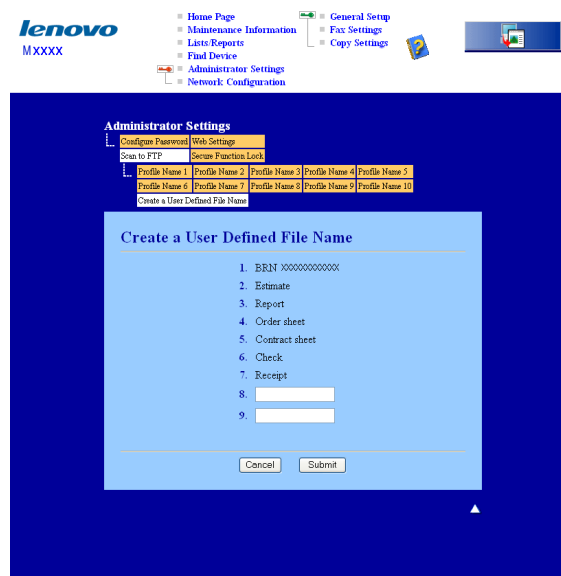 lenovo
MXXXX
Home Page
Maintenance Information
Lists/Reports
Find Device
Administrator Settings
Network Configuration
General Setup
Fax Settings
Copy Settings
Administrator Settings
Configure Password Web Settings
Scan to FTP Secure Function Lock
Profile Name 1 Profile Name 2 Profile Name 3 Profile Name 4 Profile Name 5
Profile Name 6 Profile Name 7 Profile Name 8 Profile Name 9 Profile Name 10
Create a User Defined File Name
Create a User Defined File Name
1. BRN XXXXXXXXXXXX
2. Estimate
3. Report
4. Order sheet
5. Contract sheet
6. Check
7. Receipt
8.
9.
Cancel Submit